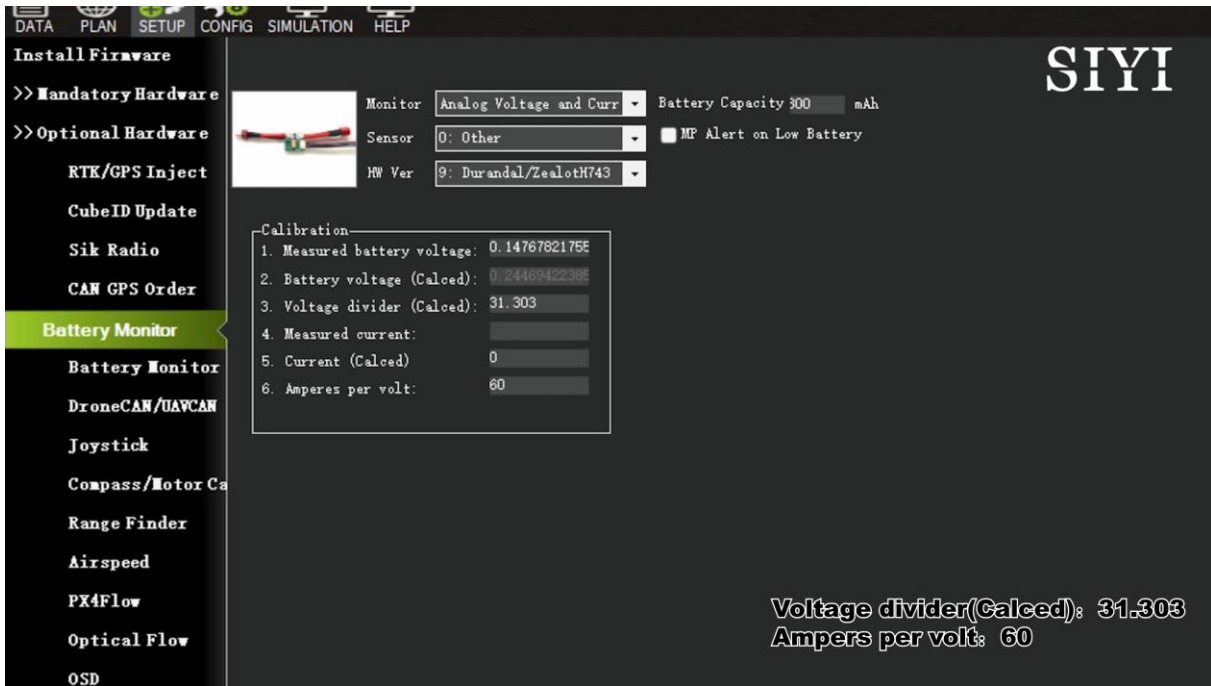 DATA PLAN SETUP CONFIG SIMULATION HELP
SIYI
Install Firmware
>>Mandatory Hardware
>>Optional Hardware
RTK/GPS Inject
CubeID Update
Sik Radio
CAN GPS Order
Battery Monitor
Battery Monitor
DroneCAN/UAVCAN
Joystick
Compass/Motor Ca
Range Finder
Airspeed
PX4Flow
Optical Flow
OSD
Monitor Analog Voltage and Curr Battery Capacity 300 mAh
Sensor 0: Other MP Alert on Low Battery
HW Ver 9: Durandal/ZealotH743
Calibration
1. Measured battery voltage: 0.1476782175
2. Battery voltage (Calced): 0.2446942238
3. Voltage divider (Calced): 31.303
4. Measured current:
5. Current (Calced) 0
6. Amperes per volt: 60
Voltage divider(Calced): 31.303
Ampers per volt: 60